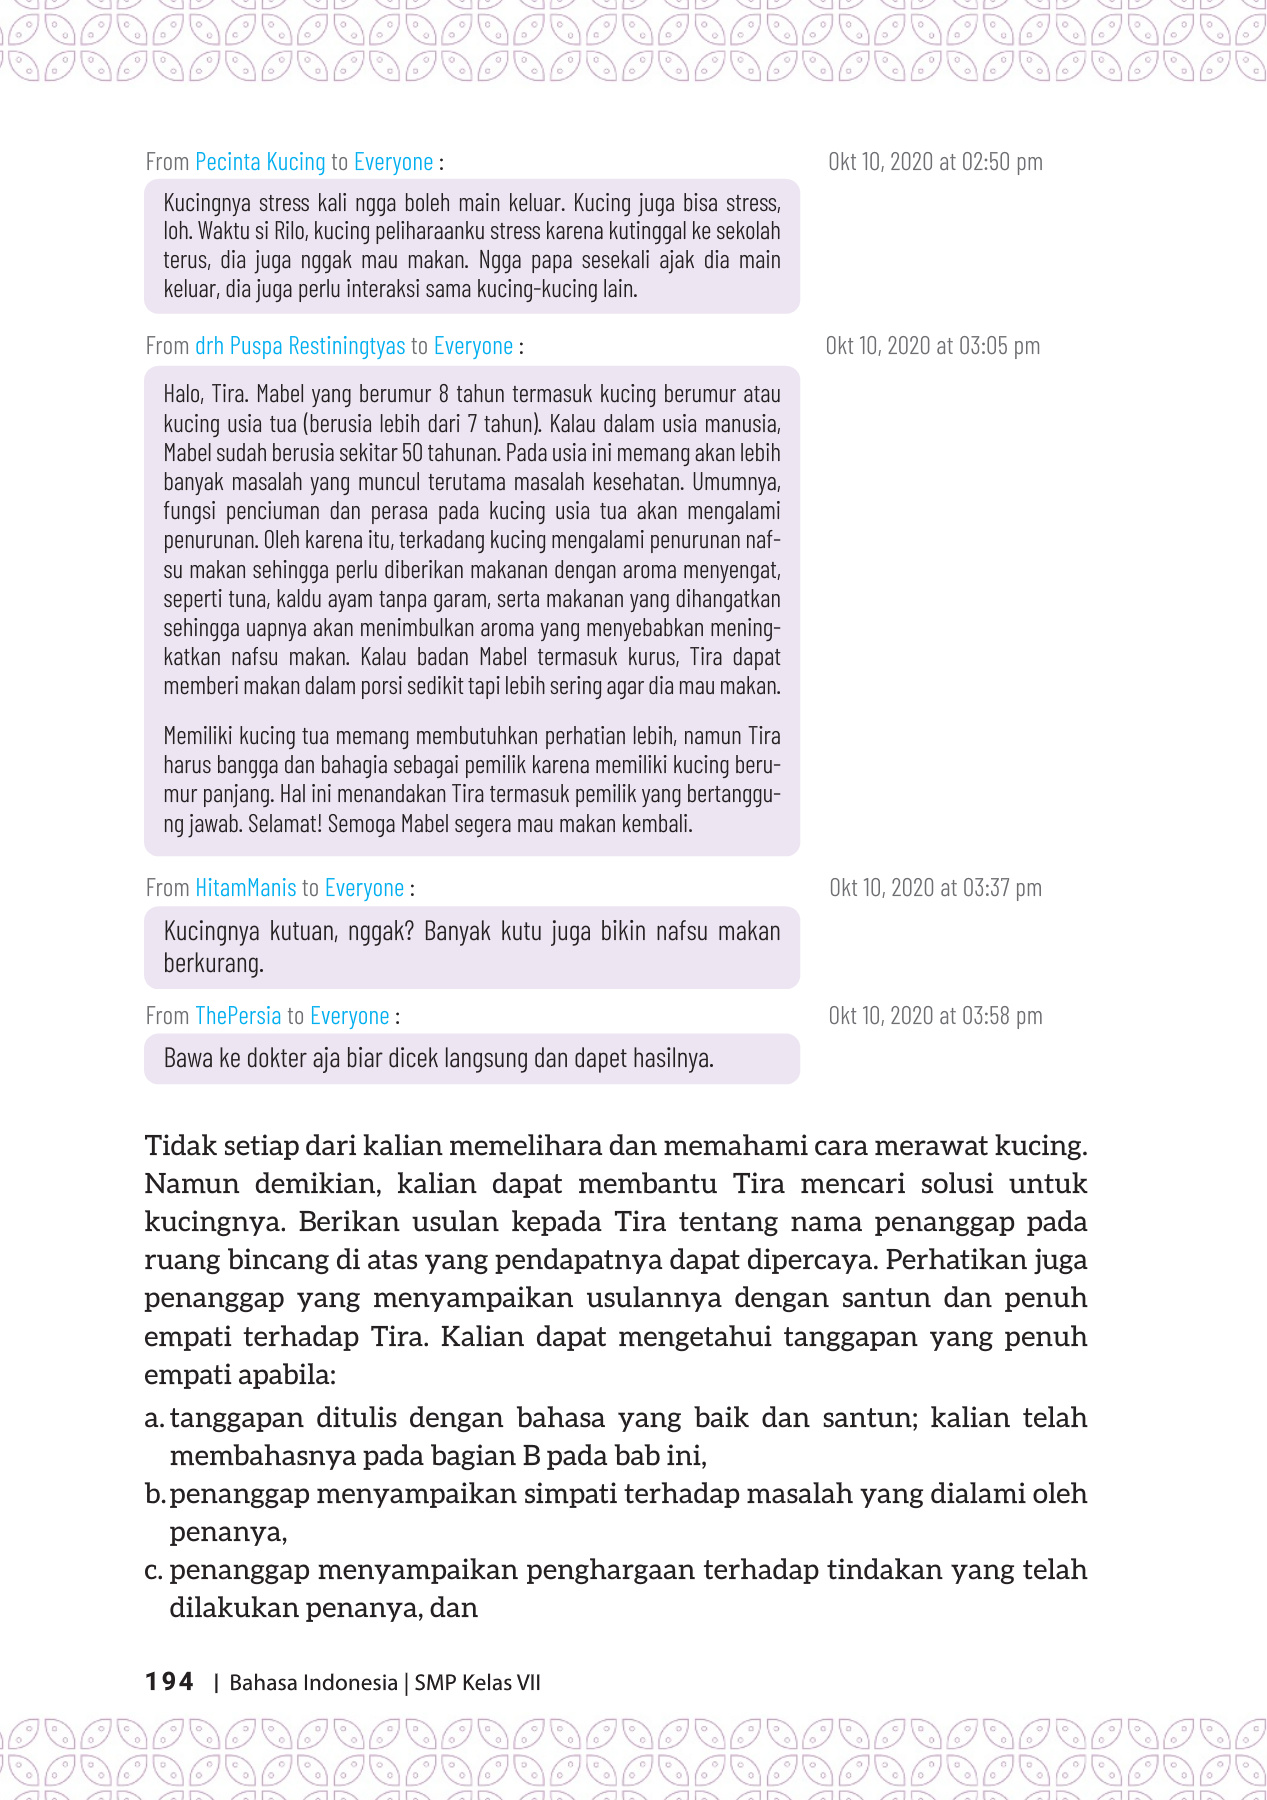 From Pecinta Kucing to Everyone : Okt 10, 2020 at 02:50 pm
Kucingnya stress kali ngga boleh main keluar. Kucing juga bisa stress,
loh. Waktu si Rilo, kucing peliharaanku stress karena kutinggal ke sekolah
terus, dia juga nggak mau makan. Ngga papa sesekali ajak dia main
keluar, dia juga perlu interaksi sama kucing-kucing lain.
From drh Puspa Restiningtyas to Everyone : Okt 10, 2020 at 03:05 pm
Halo, Tira. Mabel yang berumur 8 tahun termasuk kucing berumur atau
kucing usia tua (berusia lebih dari 7 tahun). Kalau dalam usia manusia,
Mabel sudah berusia sekitar 50 tahunan. Pada usia ini memang akan lebih
banyak masalah yang muncul terutama masalah kesehatan. Umumnya,
fungsi penciuman dan perasa pada kucing usia tua akan mengalami
penurunan. Oleh karena itu, terkadang kucing mengalami penurunan naf-
su makan sehingga perlu diberikan makanan dengan aroma menyengat,
seperti tuna, kaldu ayam tanpa garam, serta makanan yang dihangatkan
sehingga uapnya akan menimbulkan aroma yang menyebabkan mening-
katkan nafsu makan. Kalau badan Mabel termasuk kurus, Tira dapat
memberi makan dalam porsi sedikit tapi lebih sering agar dia mau makan.
Memiliki kucing tua memang membutuhkan perhatian lebih, namun Tira
harus bangga dan bahagia sebagai pemilik karena memiliki kucing beru-
mur panjang. Hal ini menandakan Tira termasuk pemilik yang bertanggu-
ng jawab. Selamat! Semoga Mabel segera mau makan kembali.
From HitamManis to Everyone : Okt 10, 2020 at 03:37 pm
Kucingnya kutuan, nggak? Banyak kutu juga bikin nafsu makan
berkurang.
From ThePersia to Everyone : Okt 10, 2020 at 03:58 pm
Bawa ke dokter aja biar dicek langsung dan dapet hasilnya.
Tidak setiap dari kalian memelihara dan memahami cara merawat kucing.
Namun demikian, kalian dapat membantu Tira mencari solusi untuk
kucingnya. Berikan usulan kepada Tira tentang nama penanggap pada
ruang bincang di atas yang pendapatnya dapat dipercaya. Perhatikan juga
penanggap yang menyampaikan usulannya dengan santun dan penuh
empati terhadap Tira. Kalian dapat mengetahui tanggapan yang penuh
empati apabila:
a. tanggapan ditulis dengan bahasa yang baik dan santun; kalian telah
membahasnya pada bagian B pada bab ini,
b. penanggap menyampaikan simpati terhadap masalah yang dialami oleh
penanya,
c. penanggap menyampaikan penghargaan terhadap tindakan yang telah
dilakukan penanya, dan
194 | Bahasa Indonesia | SMP Kelas VII